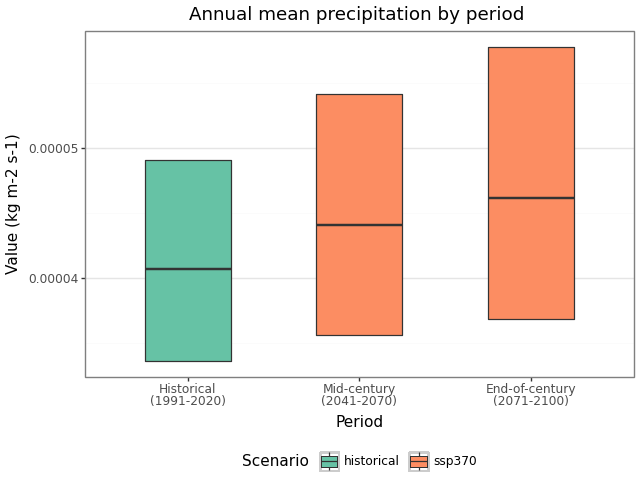 Annual mean precipitation by period
Value (kg m-2 s-1)
0.00005
0.00004
Historical
(1991-2020)
Mid-century
(2041-2070)
End-of-century
(2071-2100)
Period
Scenario historical ssp370